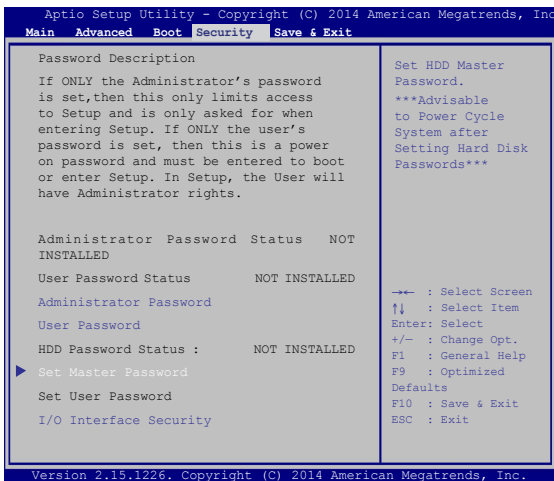 Aptio Setup Utility – Copyright (C) 2014 American Megatrends, Inc
Main Advanced Boot Security Save & Exit
Password Description
If ONLY the Administrator's password
is set,then this only limits access
to Setup and is only asked for when
entering Setup. If ONLY the user's
password is set, then this is a power
on password and must be entered to boot
or enter Setup. In Setup, the User will
have Administrator rights.
Administrator Password Status NOT
INSTALLED
User Password Status NOT INSTALLED
Administrator Password
User Password
HDD Password Status : NOT INSTALLED
Set Master Password
Set User Password
I/O Interface Security
Set HDD Master
Password.
***Advisable
to Power Cycle
System after
Setting Hard Disk
Passwords***
→← : Select Screen
↑↓ : Select Item
Enter: Select
+/— : Change Opt.
F1 : General Help
F9 : Optimized
Defaults
F10 : Save & Exit
ESC : Exit
Version 2.15.1226. Copyright (C) 2014 American Megatrends, Inc.